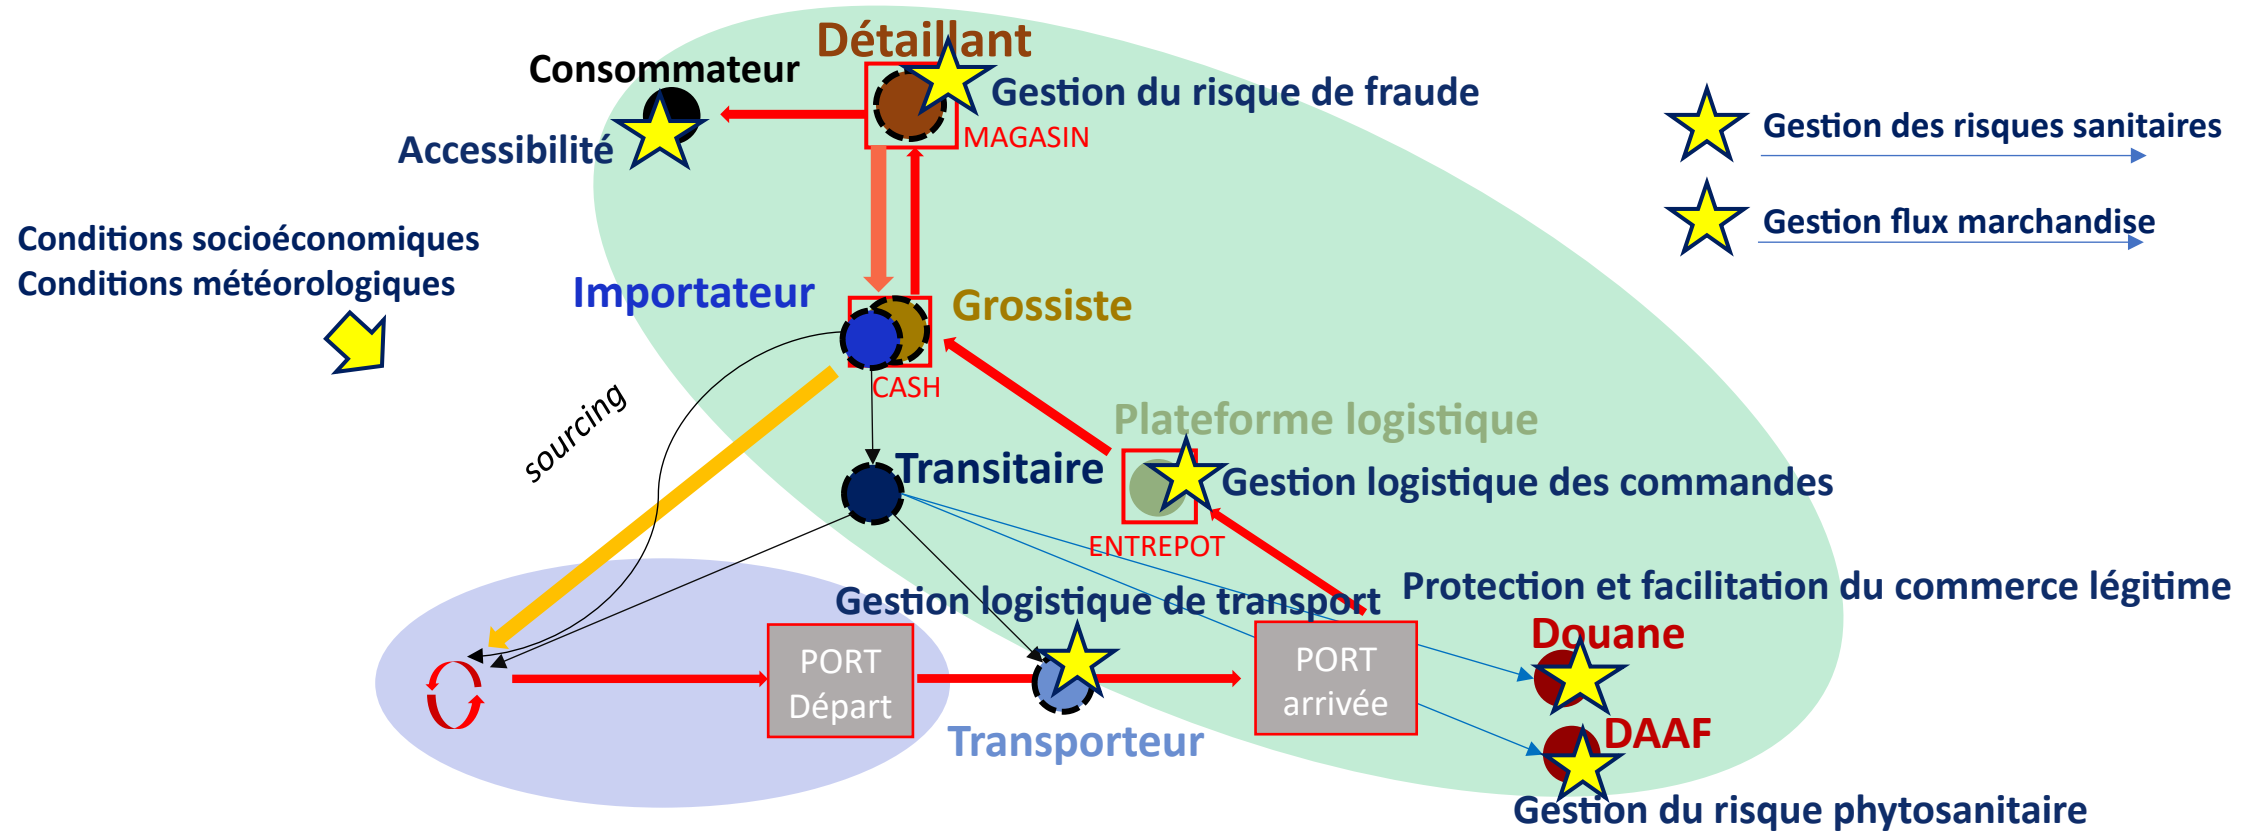 Détaillant
Consommateur
Gestion du risque de fraude
MAGASIN
Accessibilité
Gestion des risques sanitaires
Gestion flux marchandise
Conditions socioéconomiques
Conditions météorologiques
Importateur
Grossiste
CASH
sourcing
Plateforme logistique
Transitaire
Gestion logistique des commandes
ENTREPOT
Gestion logistique de transport
Protection et facilitation du commerce légitime
Douane
PORT
Départ
PORT
arrivée
Transporteur
DAAF
Gestion du risque phytosanitaire